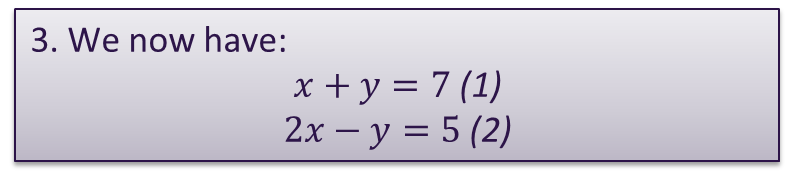 3. We now have:
𝑥 + 𝑦 = 7 (1)
2𝑥 − 𝑦 = 5 (2)